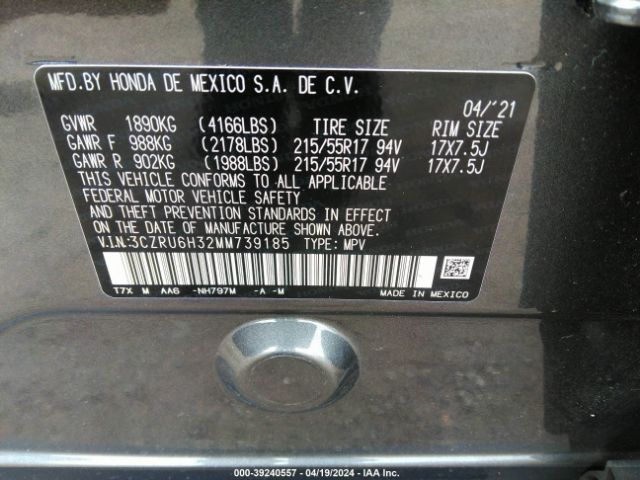 MFD.BY HONDA DE MEXICO S.A. DE C.V.
04/'21
GVWR 1890KG (4166LBS) TIRE SIZE RIM SIZE
GAWR F 988KG (2178LBS) 215/55R17 94V 17X7.5J
GAWR R 902KG (1988LBS) 215/55R17 94V 17X7.5J
THIS VEHICLE CONFORMS TO ALL APPLICABLE
FEDERAL MOTOR VEHICLE SAFETY
AND THEFT PREVENTION STANDARDS IN EFFECT
ON THE DATE OF MANUFACTURE SHOWN ABOVE.
V.I.N:3CZRU6H32MM739185 TYPE: MPV
T7X M AA6 -NH797M -A -M
MADE IN MEXICO
000-39240557 - 04/19/2024 - IAA Inc.